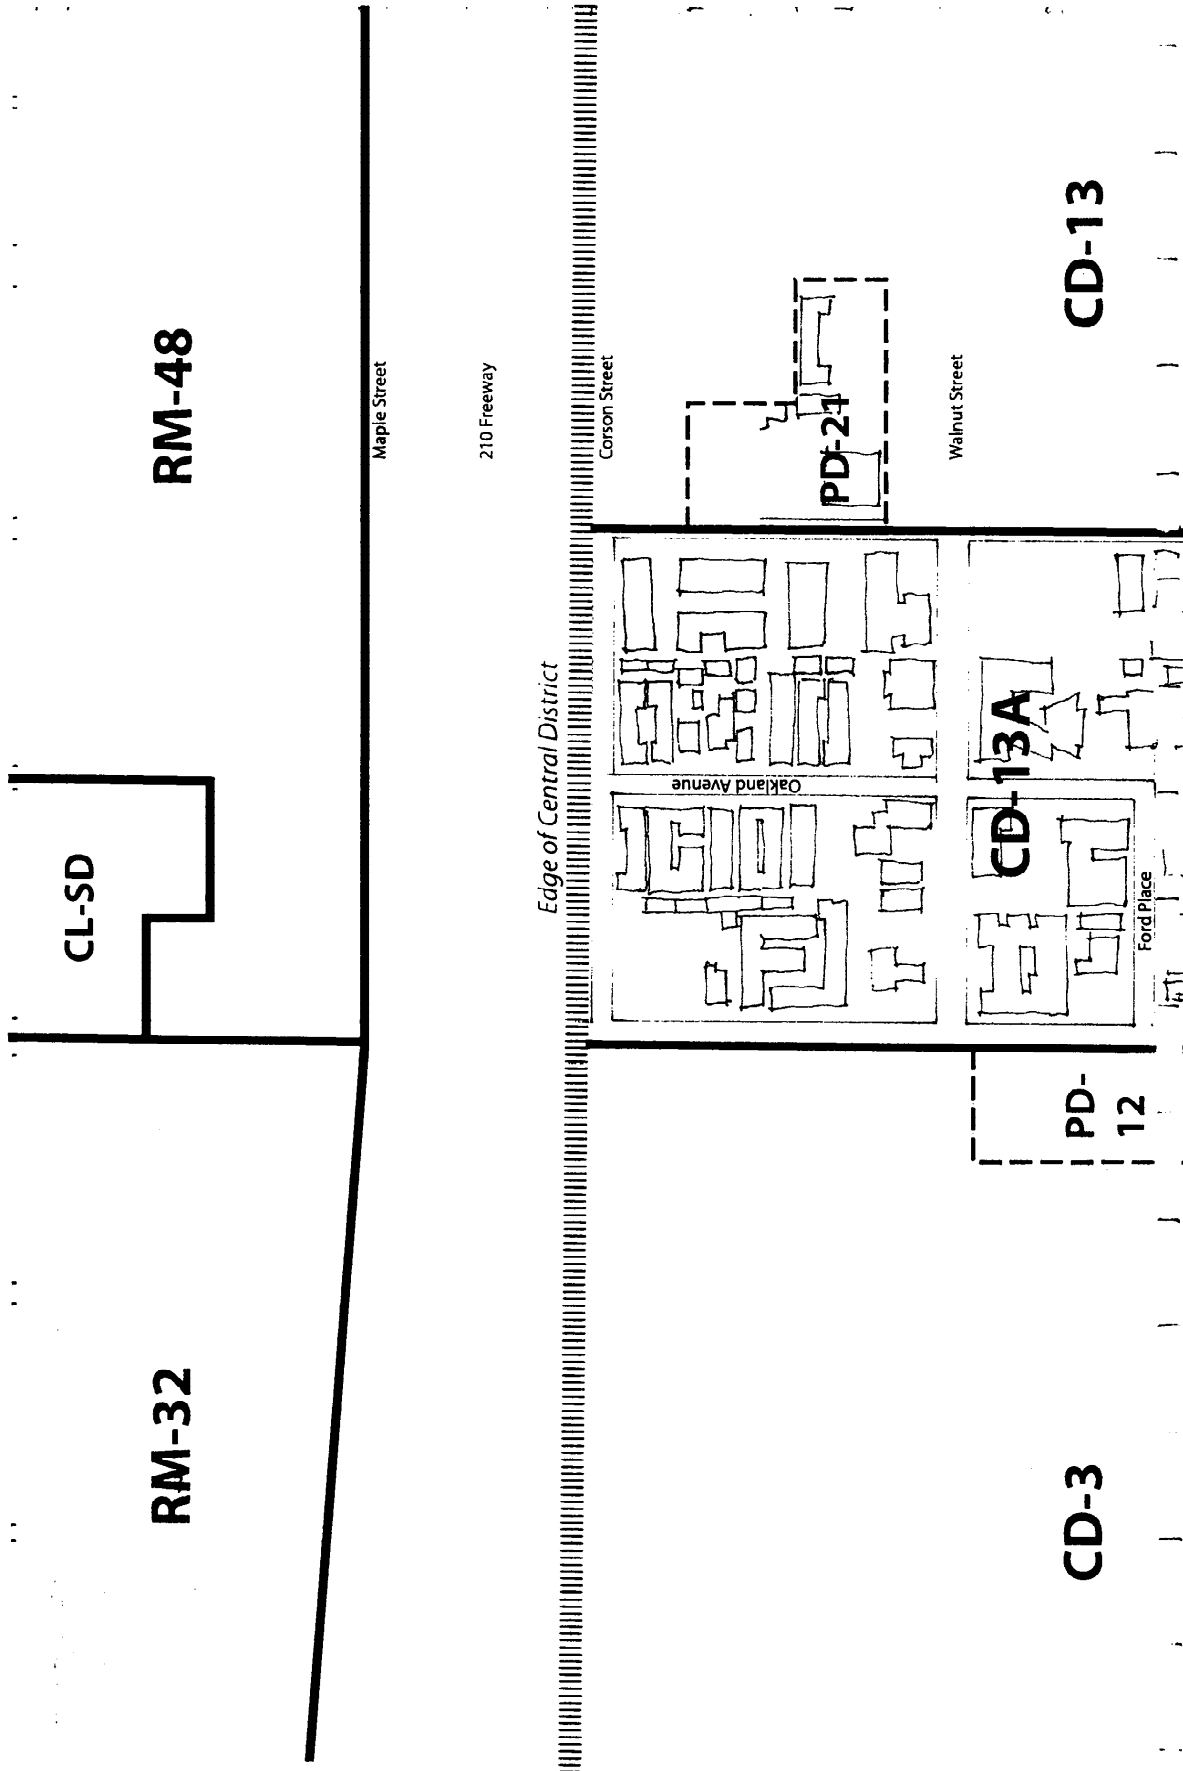 CL-SD
RM-32
RM-48
Maple Street
210 Freeway
Edge of Central District
Corson Street
Oakland Avenue
PD-21
Walnut Street
CD-13A
CD-3
PD-
12
CD-13
Ford Place